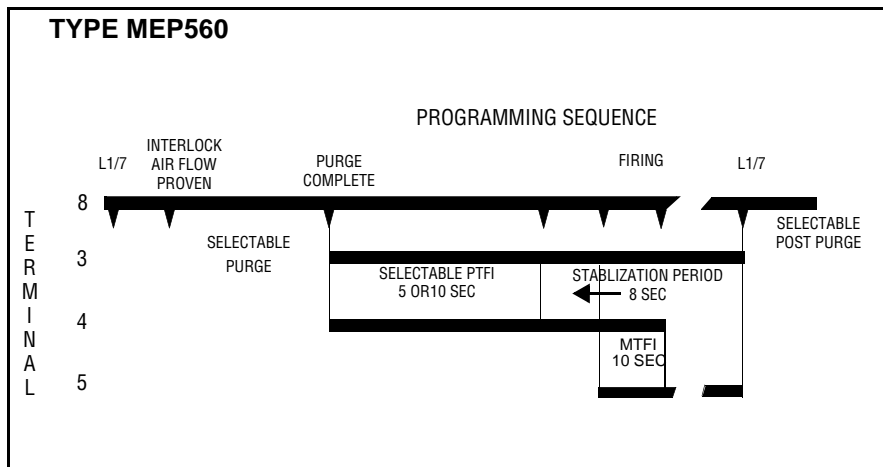 TYPE MEP560
PROGRAMMING SEQUENCE
L1/7
INTERLOCK
AIR FLOW
PROVEN
PURGE
COMPLETE
FIRING
L1/7
TERMINAL
8
SELECTABLE
POST PURGE
SELECTABLE
PURGE
3
SELECTABLE PTFI
5 OR10 SEC
STABLIZATION PERIOD
8 SEC
4
MTFI
10 SEC
5